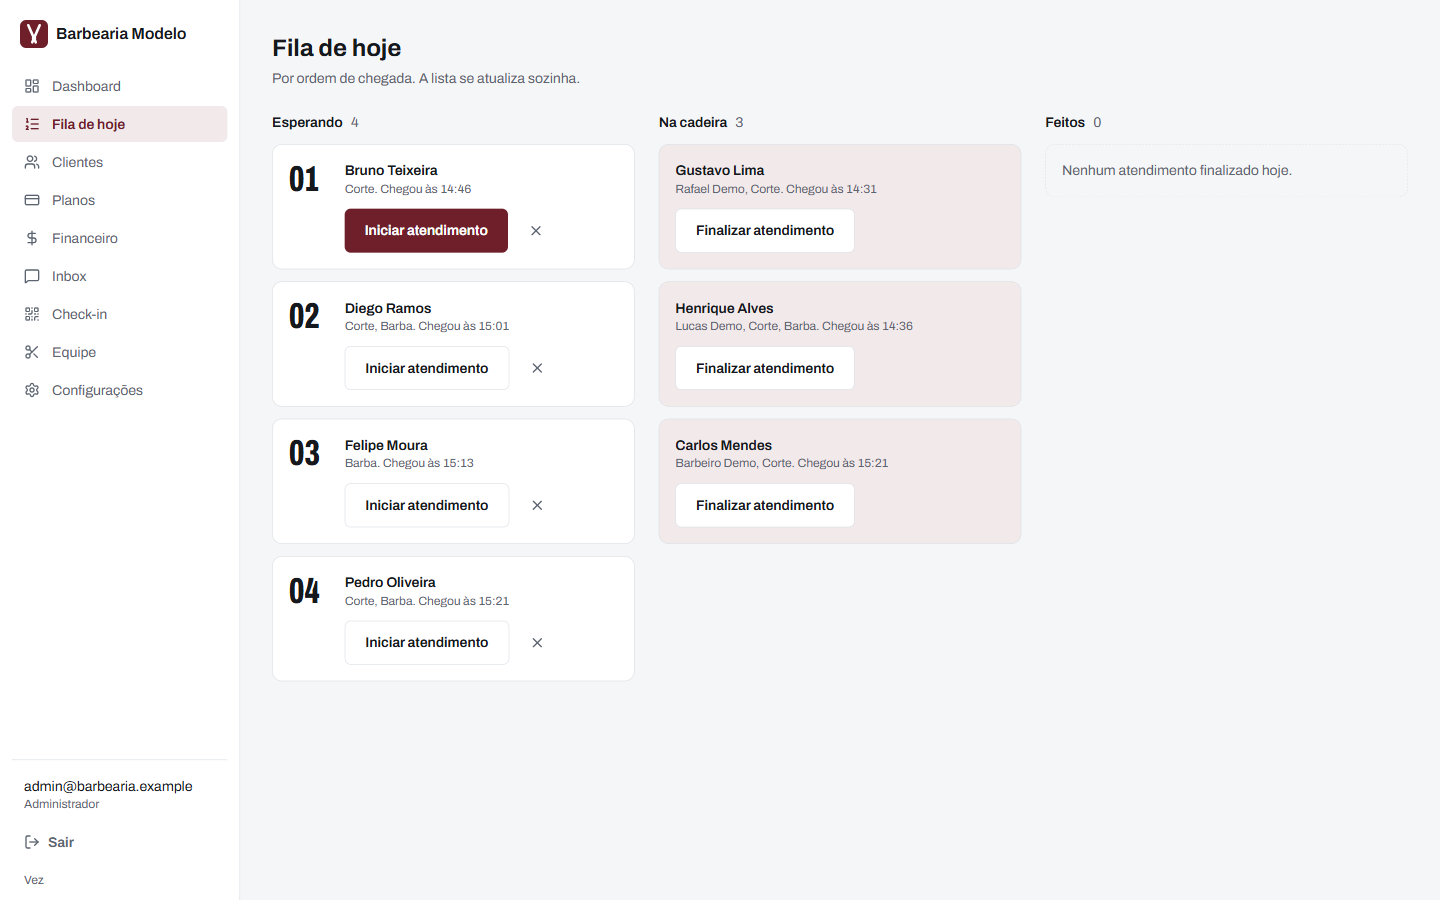 Barbearia Modelo
Dashboard
Fila de hoje
Clientes
Planos
Financeiro
Inbox
Check-in
Equipe
Configurações
admin@barbearia.example
Administrador
Sair
Vez
Fila de hoje
Por ordem de chegada. A lista se atualiza sozinha.
Esperando 4
01
Bruno Teixeira
Corte. Chegou às 14:46
Iniciar atendimento
02
Diego Ramos
Corte, Barba. Chegou às 15:01
Iniciar atendimento
03
Felipe Moura
Barba. Chegou às 15:13
Iniciar atendimento
04
Pedro Oliveira
Corte, Barba. Chegou às 15:21
Iniciar atendimento
Na cadeira 3
Gustavo Lima
Rafael Demo, Corte. Chegou às 14:31
Finalizar atendimento
Henrique Alves
Lucas Demo, Corte, Barba. Chegou às 14:36
Finalizar atendimento
Carlos Mendes
Barbeiro Demo, Corte. Chegou às 15:21
Finalizar atendimento
Feitos 0
Nenhum atendimento finalizado hoje.